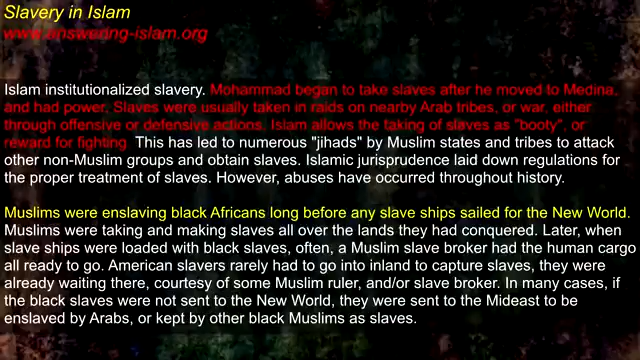 Slavery in Islam
www.answering-islam.org
Islam institutionalized slavery. Mohammad began to take slaves after he moved to Medina,
and had power. Slaves were usually taken in raids on nearby Arab tribes, or war, either
through offensive or defensive actions. Islam allows the taking of slaves as "booty", or
reward for fighting. This has led to numerous "jihads" by Muslim states and tribes to attack
other non-Muslim groups and obtain slaves. Islamic jurisprudence laid down regulations for
the proper treatment of slaves. However, abuses have occurred throughout history.
Muslims were enslaving black Africans long before any slave ships sailed for the New World.
Muslims were taking and making slaves all over the lands they had conquered. Later, when
slave ships were loaded with black slaves, often, a Muslim slave broker had the human cargo
all ready to go. American slavers rarely had to go into inland to capture slaves, they were
already waiting there, courtesy of some Muslim ruler, and/or slave broker. In many cases, if
the black slaves were not sent to the New World, they were sent to the Mideast to be
enslaved by Arabs, or kept by other black Muslims as slaves.